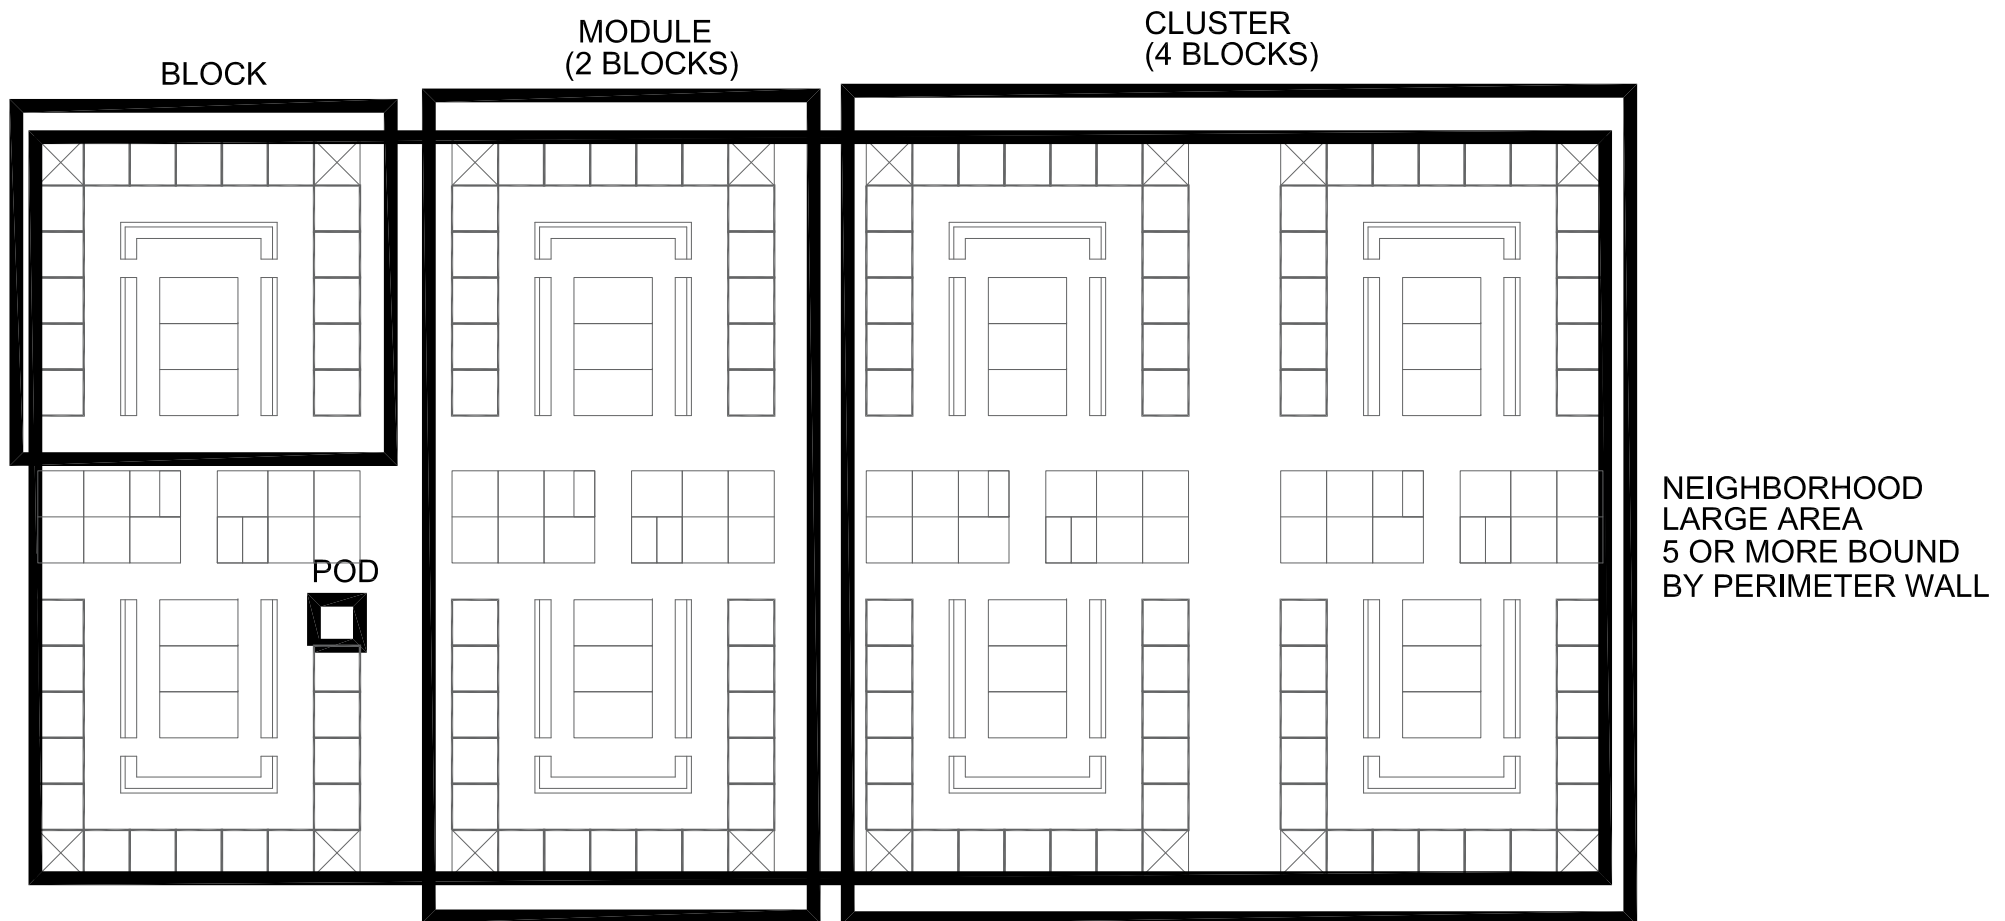 BLOCK
MODULE
(2 BLOCKS)
CLUSTER
(4 BLOCKS)
POD
NEIGHBORHOOD
LARGE AREA
5 OR MORE BOUND
BY PERIMETER WALL